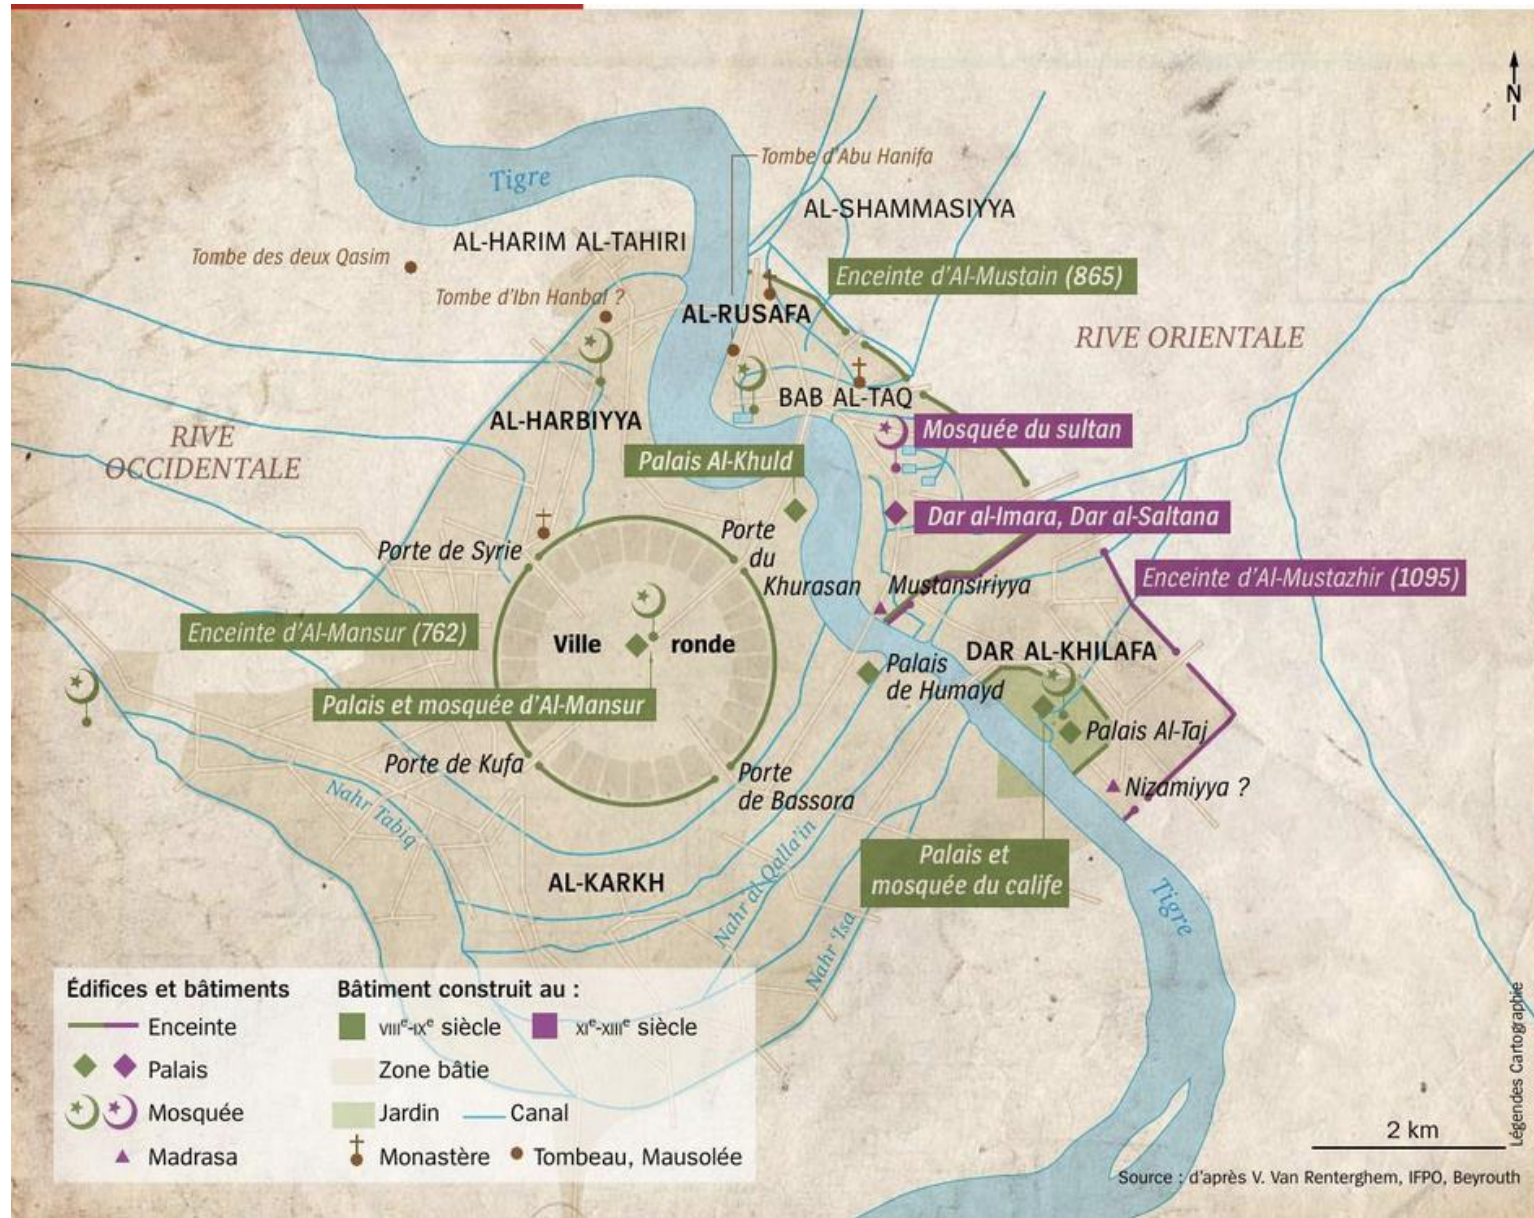 N
Tigre
Tombe d'Abu Hanifa
AL-SHAMMASIYYA
AL-HARIM AL-TAHIRI
Tombe des deux Qasim
Enceinte d'Al-Mustain (865)
Tombe d'Ibn Hanbal ?
AL-RUSAFA
RIVE ORIENTALE
BAB AL-TAQ
AL-HARBIYYA
Mosquée du sultan
RIVE
OCCIDENTALE
Palais Al-Khuld
Dar al-Imara, Dar al-Saltana
Porte de Syrie
Porte
du
Khurasan
Mustansiriyya
Enceinte d'Al-Mustazhir (1095)
Enceinte d'Al-Mansur (762)
Ville ronde
DAR AL-KHILAFA
Palais
de Humayd
Palais et mosquée d'Al-Mansur
Palais Al-Taj
Porte de Kufa
Porte
de Bassora
Nizamiyya ?
Nahr Tabiq
Palais et
mosquée du calife
AL-KARKH
Nahr al Qalla'in
Nahr 'Isa
Tigre
Édifices et bâtiments
Enceinte
Palais
Mosquée
Madrasa
Bâtiment construit au :
VIIIe-IXe siècle
XIe-XIIIe siècle
Zone bâtie
Jardin
Canal
Monastère
Tombeau, Mausolée
2 km
Source : d'après V. Van Renterghem, IFPO, Beyrouth
Légendes Cartographie